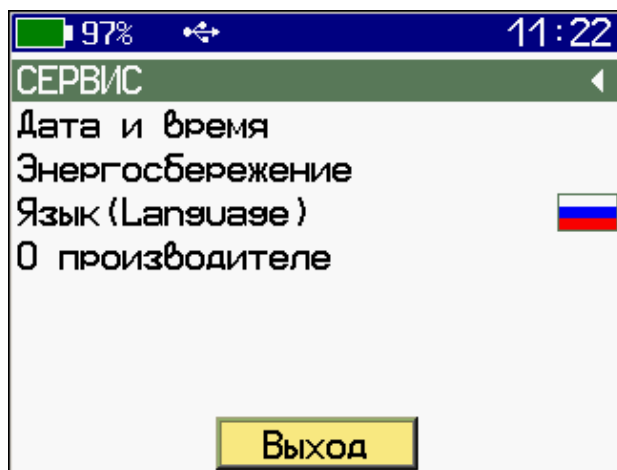 97% 11:22
СЕРВИС
Дата и время
Энергосбережение
Язык(Language)
О производителе
Выход